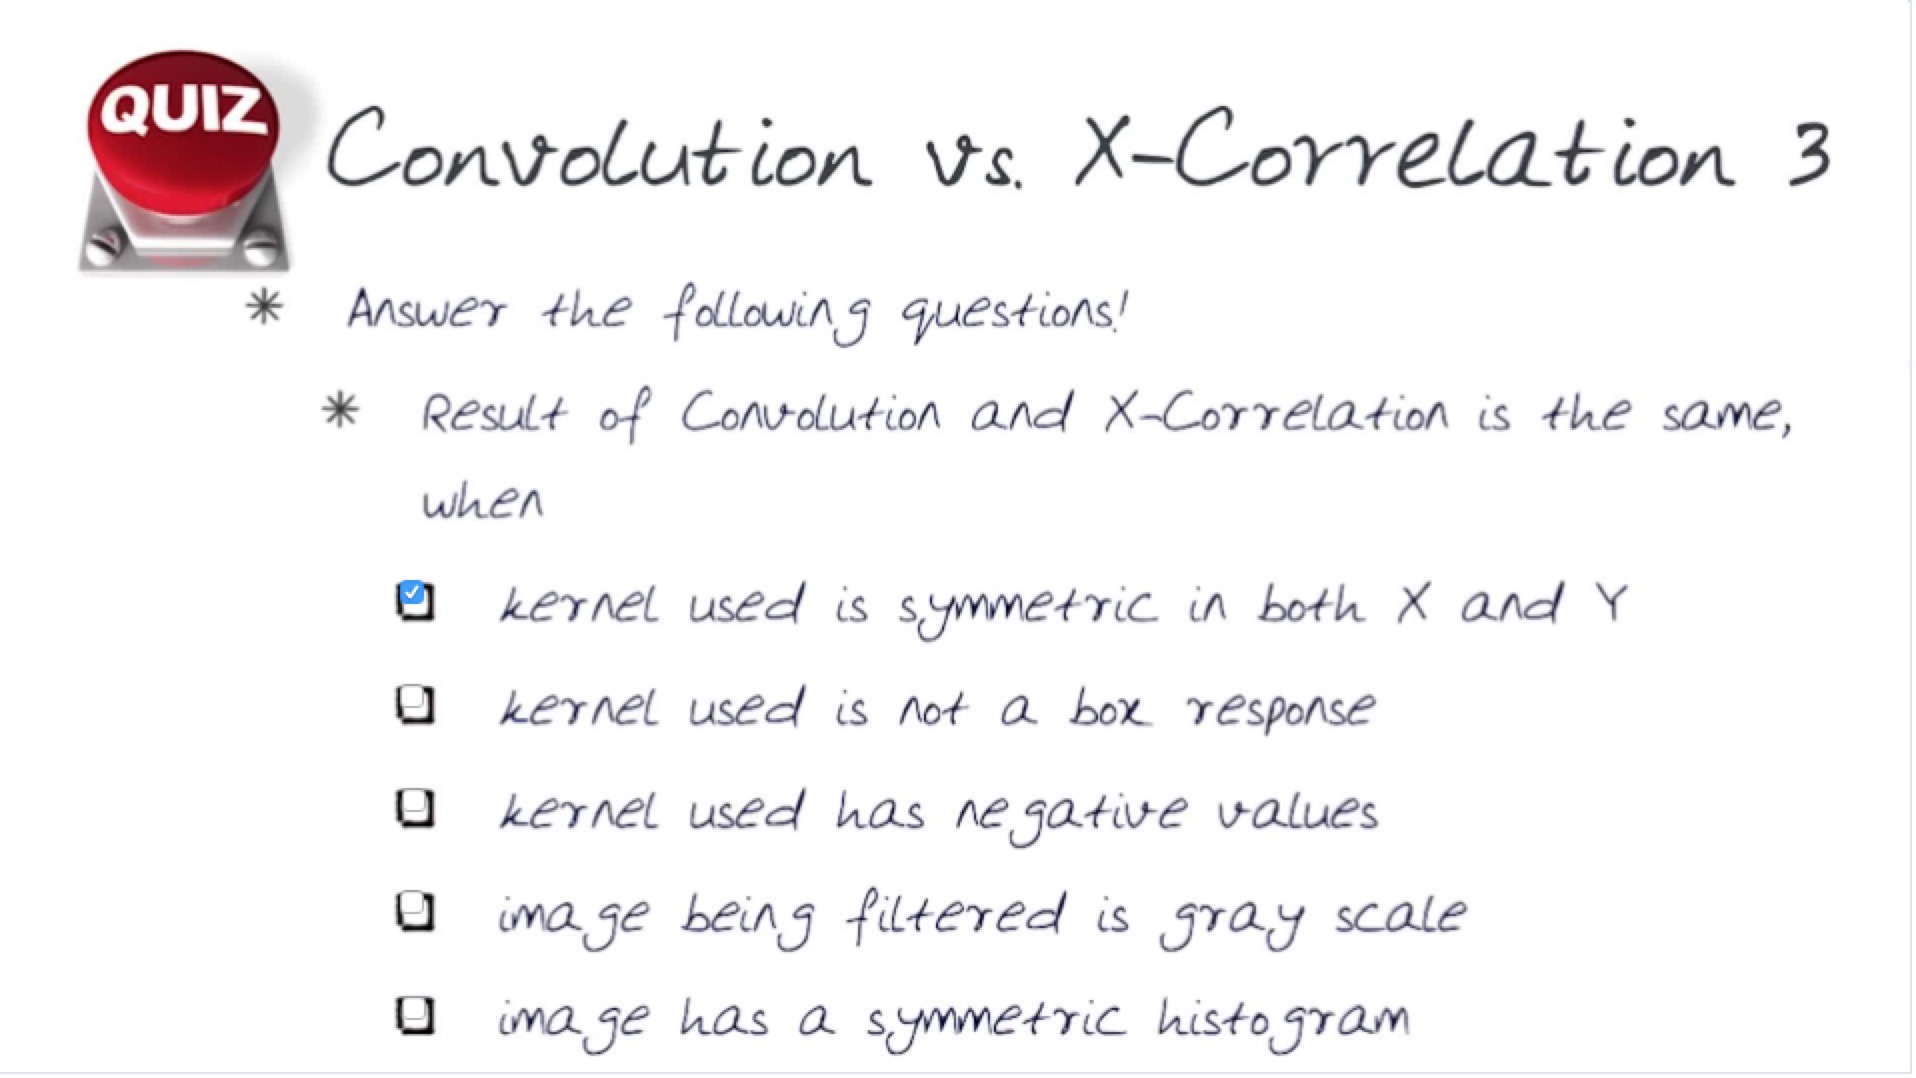 QUIZ
Convolution vs. X-Correlation 3
Answer the following questions!
Result of Convolution and X-Correlation is the same,
when
kernel used is symmetric in both X and Y
kernel used is not a box response
kernel used has negative values
image being filtered is gray scale
image has a symmetric histogram